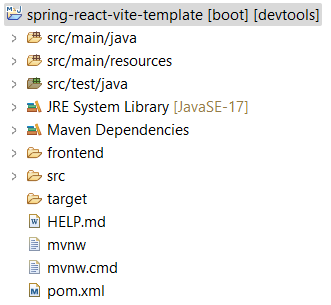 spring-react-vite-template [boot] [devtools]
src/main/java
src/main/resources
src/test/java
JRE System Library [JavaSE-17]
Maven Dependencies
frontend
src
target
HELP.md
mvnw
mvnw.cmd
pom.xml